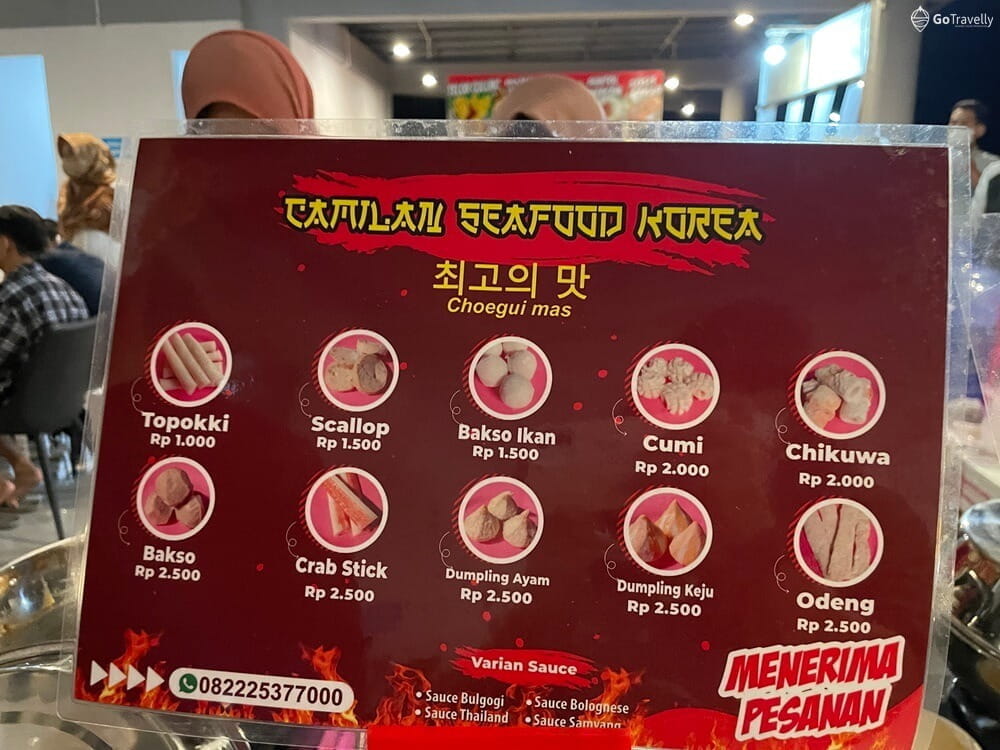 GoTravelly
CAMILAN SEAFOOD KOREA
최고의 맛
Choegui mas
Topokki
Rp 1.000
Scallop
Rp 1.500
Bakso Ikan
Rp 1.500
Cumi
Rp 2.000
Chikuwa
Rp 2.000
Bakso
Rp 2.500
Crab Stick
Rp 2.500
Dumpling Ayam
Rp 2.500
Dumpling Keju
Rp 2.500
Odeng
Rp 2.500
082225377000
Varian Sauce
• Sauce Bulgogi
• Sauce Thailand
• Sauce Bolognese
• Sauce Samyang
MENERIMA
PESANAN